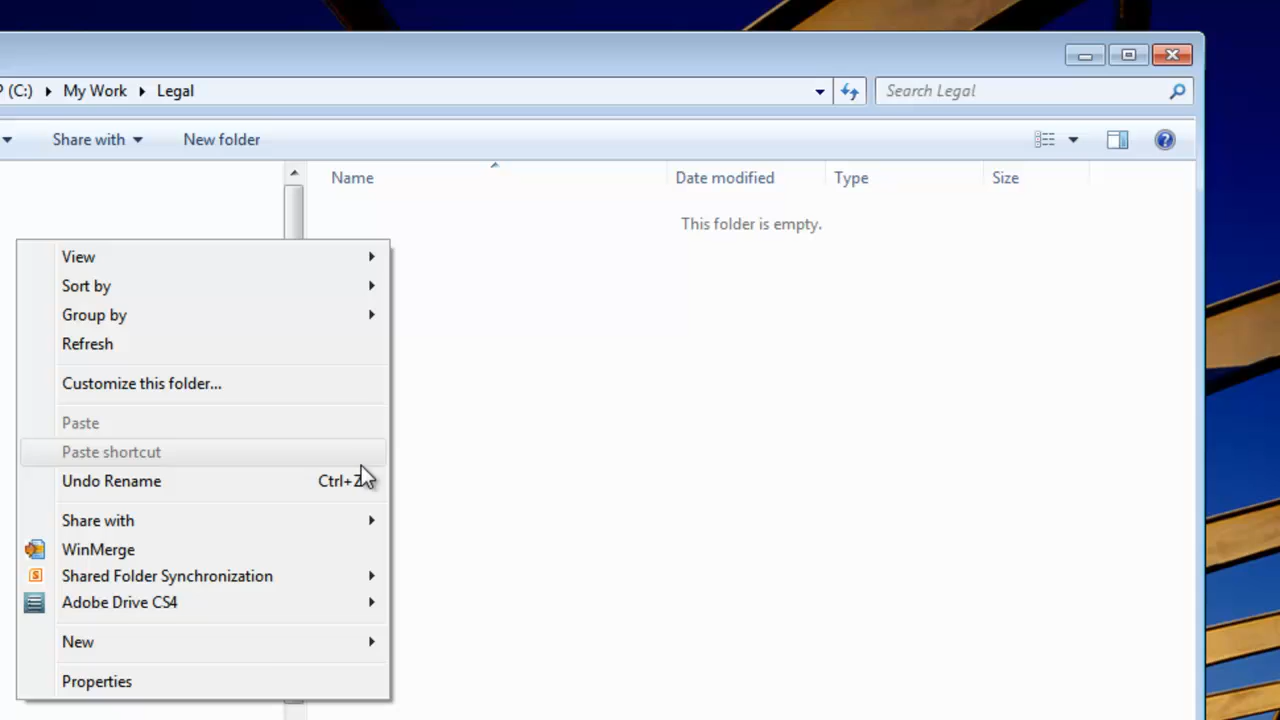 P (C:) My Work Legal
Search Legal
Share with New folder
Name Date modified Type Size
This folder is empty.
View
Sort by
Group by
Refresh
Customize this folder...
Paste
Paste shortcut
Undo Rename Ctrl+Z
Share with
WinMerge
Shared Folder Synchronization
Adobe Drive CS4
New
Properties